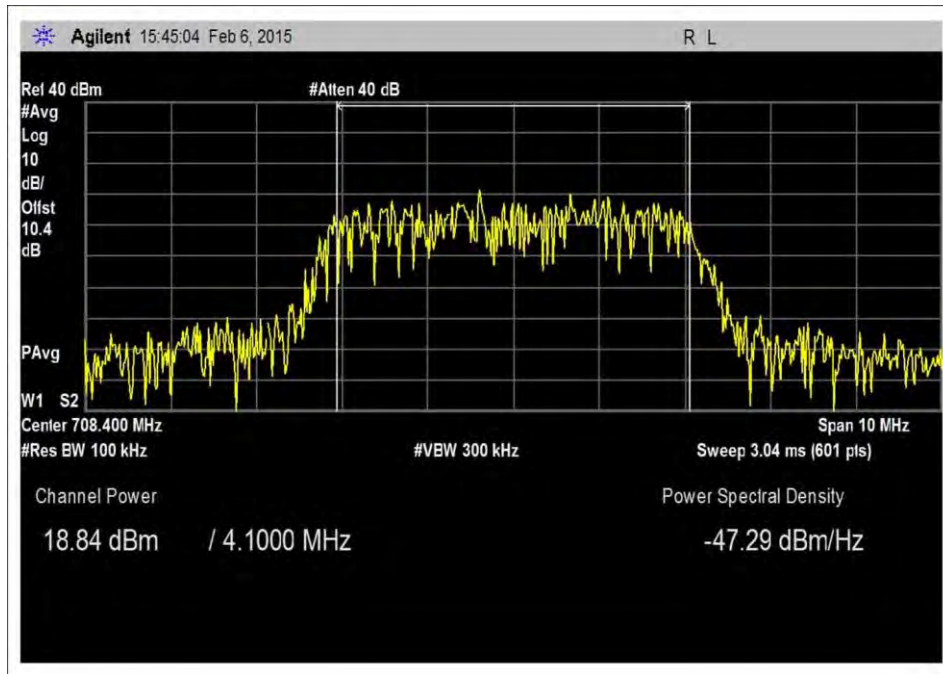 Agilent 15:45:04 Feb 6, 2015 R L
Ref 40 dBm #Atten 40 dB
#Avg
Log
10
dB/
Offst
10.4
dB
PAvg
W1 S2
Center 708.400 MHz Span 10 MHz
#Res BW 100 kHz #VBW 300 kHz Sweep 3.04 ms (601 pts)
Channel Power Power Spectral Density
18.84 dBm / 4.1000 MHz -47.29 dBm/Hz